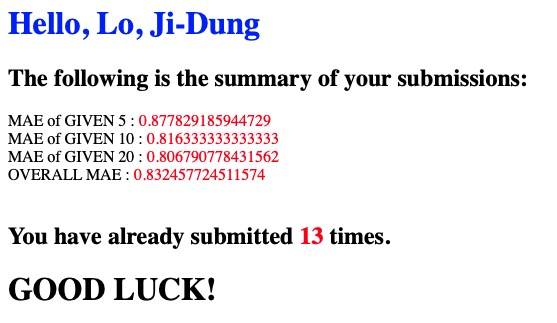 Hello, Lo, Ji-Dung
The following is the summary of your submissions:
MAE of GIVEN 5 : 0.877829185944729
MAE of GIVEN 10 : 0.816333333333333
MAE of GIVEN 20 : 0.806790778431562
OVERALL MAE : 0.832457724511574
You have already submitted 13 times.
GOOD LUCK!